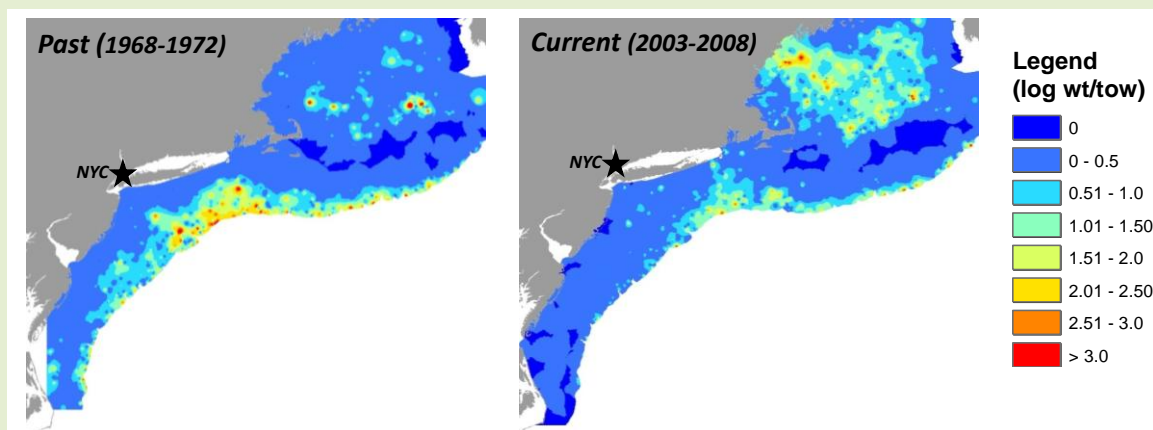 Past (1968-1972)
NYC
Current (2003-2008)
NYC
Legend
(log wt/tow)
0
0 - 0.5
0.51 - 1.0
1.01 - 1.50
1.51 - 2.0
2.01 - 2.50
2.51 - 3.0
> 3.0